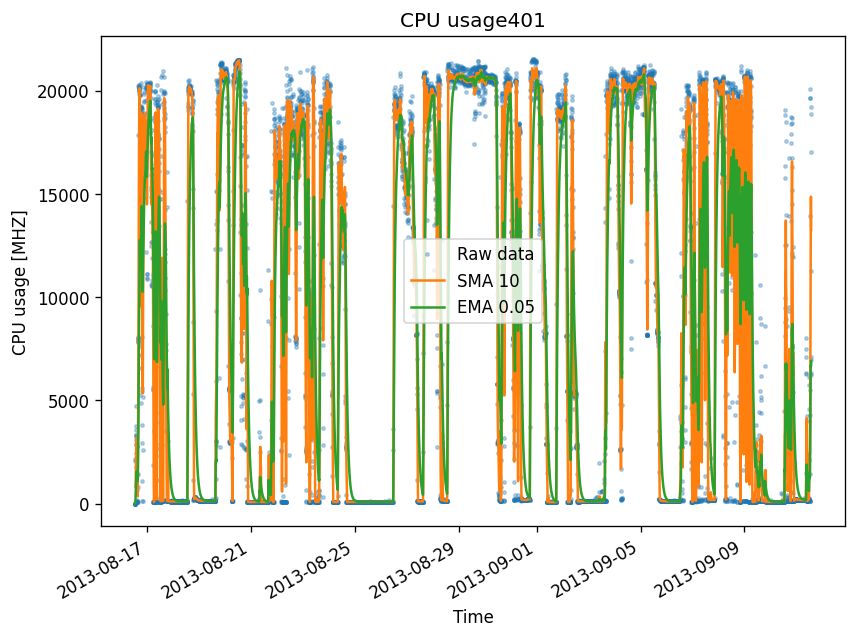 CPU usage401
CPU usage [MHZ]
20000
15000
10000
5000
0
Raw data
SMA 10
EMA 0.05
2013-08-17
2013-08-21
2013-08-25
2013-08-29
2013-09-01
2013-09-05
2013-09-09
Time